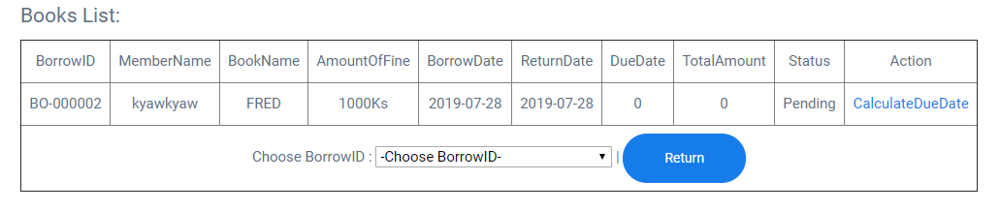 Books List:
BorrowID MemberName BookName AmountOfFine BorrowDate ReturnDate DueDate TotalAmount Status Action
BO-000002 kyawkyaw FRED 1000Ks 2019-07-28 2019-07-28 0 0 Pending CalculateDueDate
Choose BorrowID : -Choose BorrowID- | Return